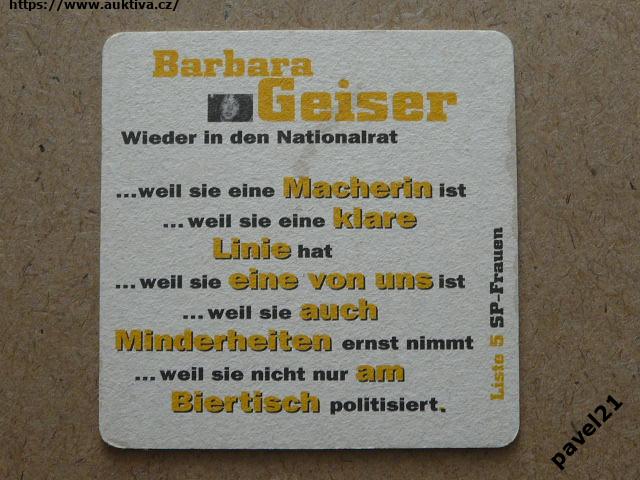 https://www.auktiva.cz/
Barbara
Geiser
Wieder in den Nationalrat
...weil sie eine Macherin ist
...weil sie eine klare
Linie hat
...weil sie eine von uns ist
...weil sie auch
Minderheiten ernst nimmt
...weil sie nicht nur am
Biertisch politisiert.
Liste 5 SP-Frauen
pavel21